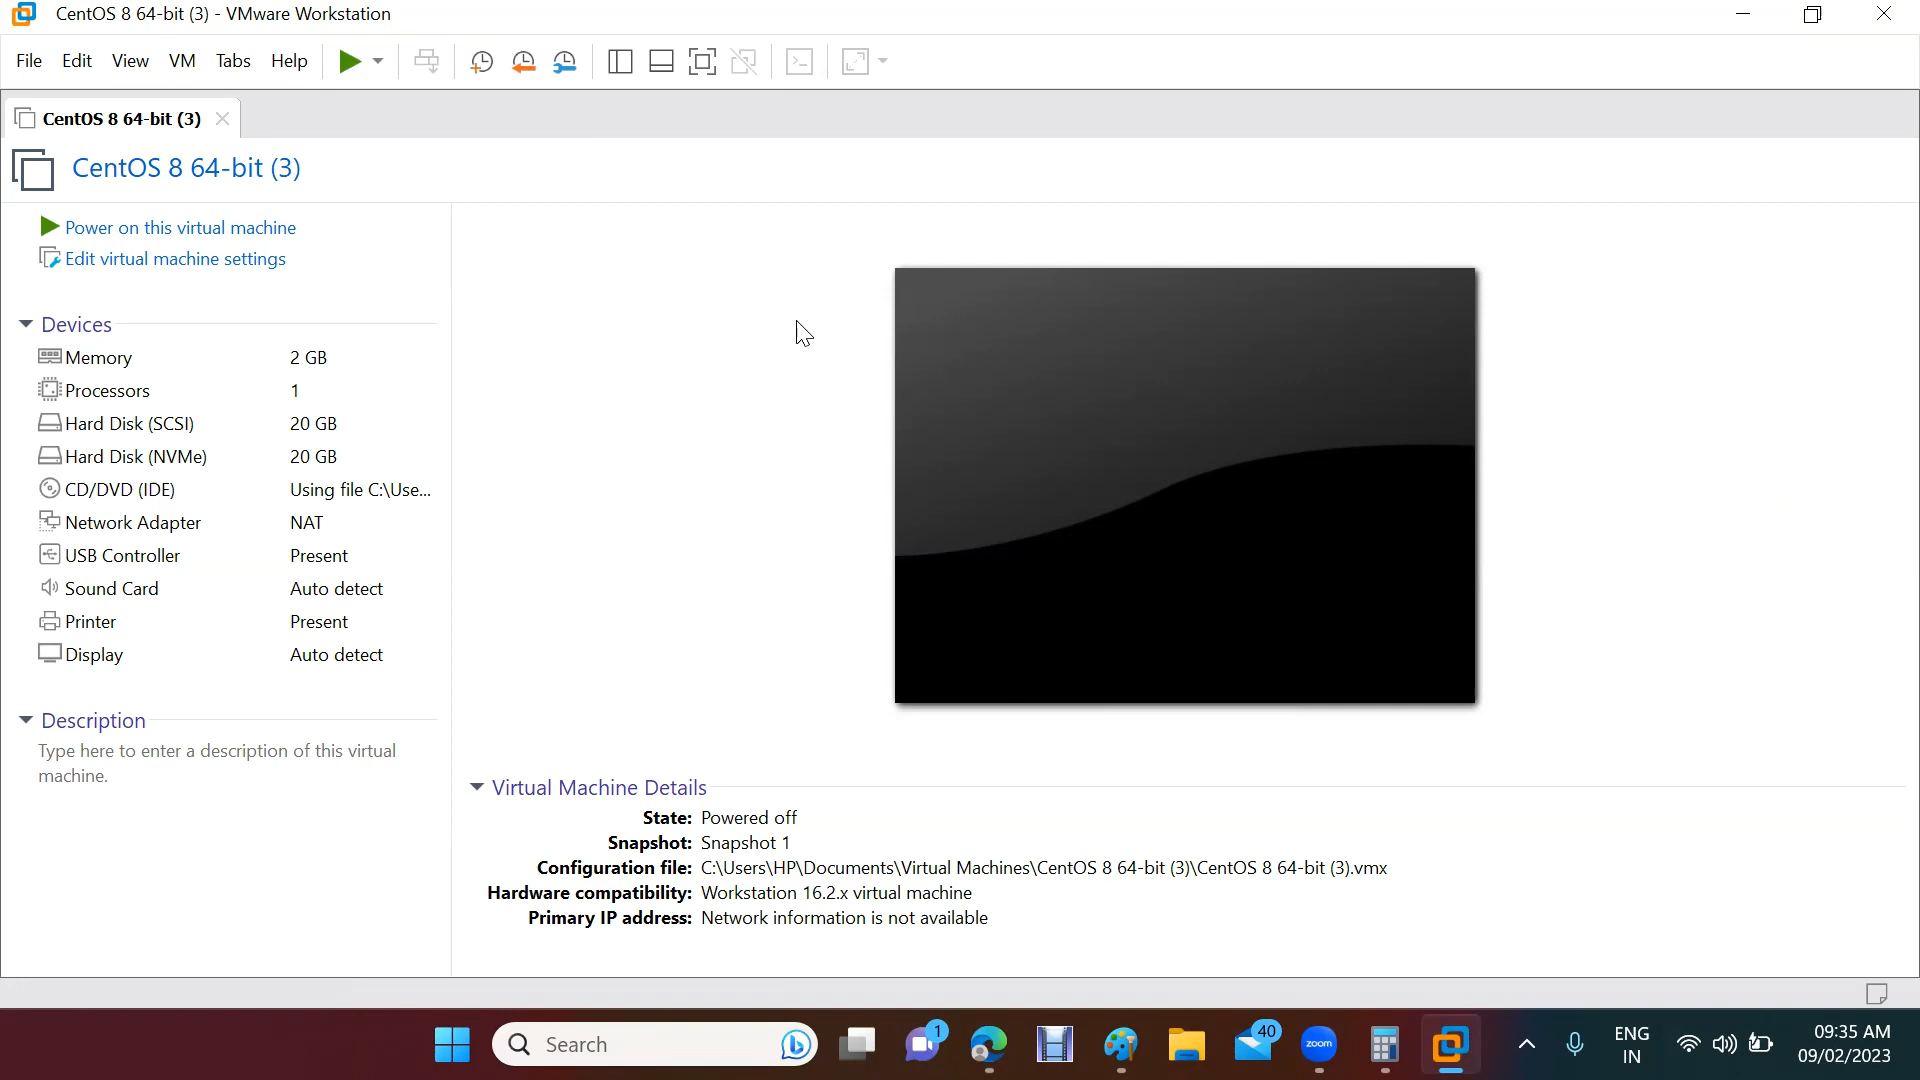 CentOS 8 64-bit (3) - VMware Workstation
File Edit View VM Tabs Help
CentOS 8 64-bit (3)
CentOS 8 64-bit (3)
Power on this virtual machine
Edit virtual machine settings
Devices
Memory 2 GB
Processors 1
Hard Disk (SCSI) 20 GB
Hard Disk (NVMe) 20 GB
CD/DVD (IDE) Using file C:\Use...
Network Adapter NAT
USB Controller Present
Sound Card Auto detect
Printer Present
Display Auto detect
Description
Type here to enter a description of this virtual
machine.
Virtual Machine Details
State: Powered off
Snapshot: Snapshot 1
Configuration file: C:\Users\HP\Documents\Virtual Machines\CentOS 8 64-bit (3)\CentOS 8 64-bit (3).vmx
Hardware compatibility: Workstation 16.2.x virtual machine
Primary IP address: Network information is not available
Search
1
40
zoom
ENG
IN
09:35 AM
09/02/2023